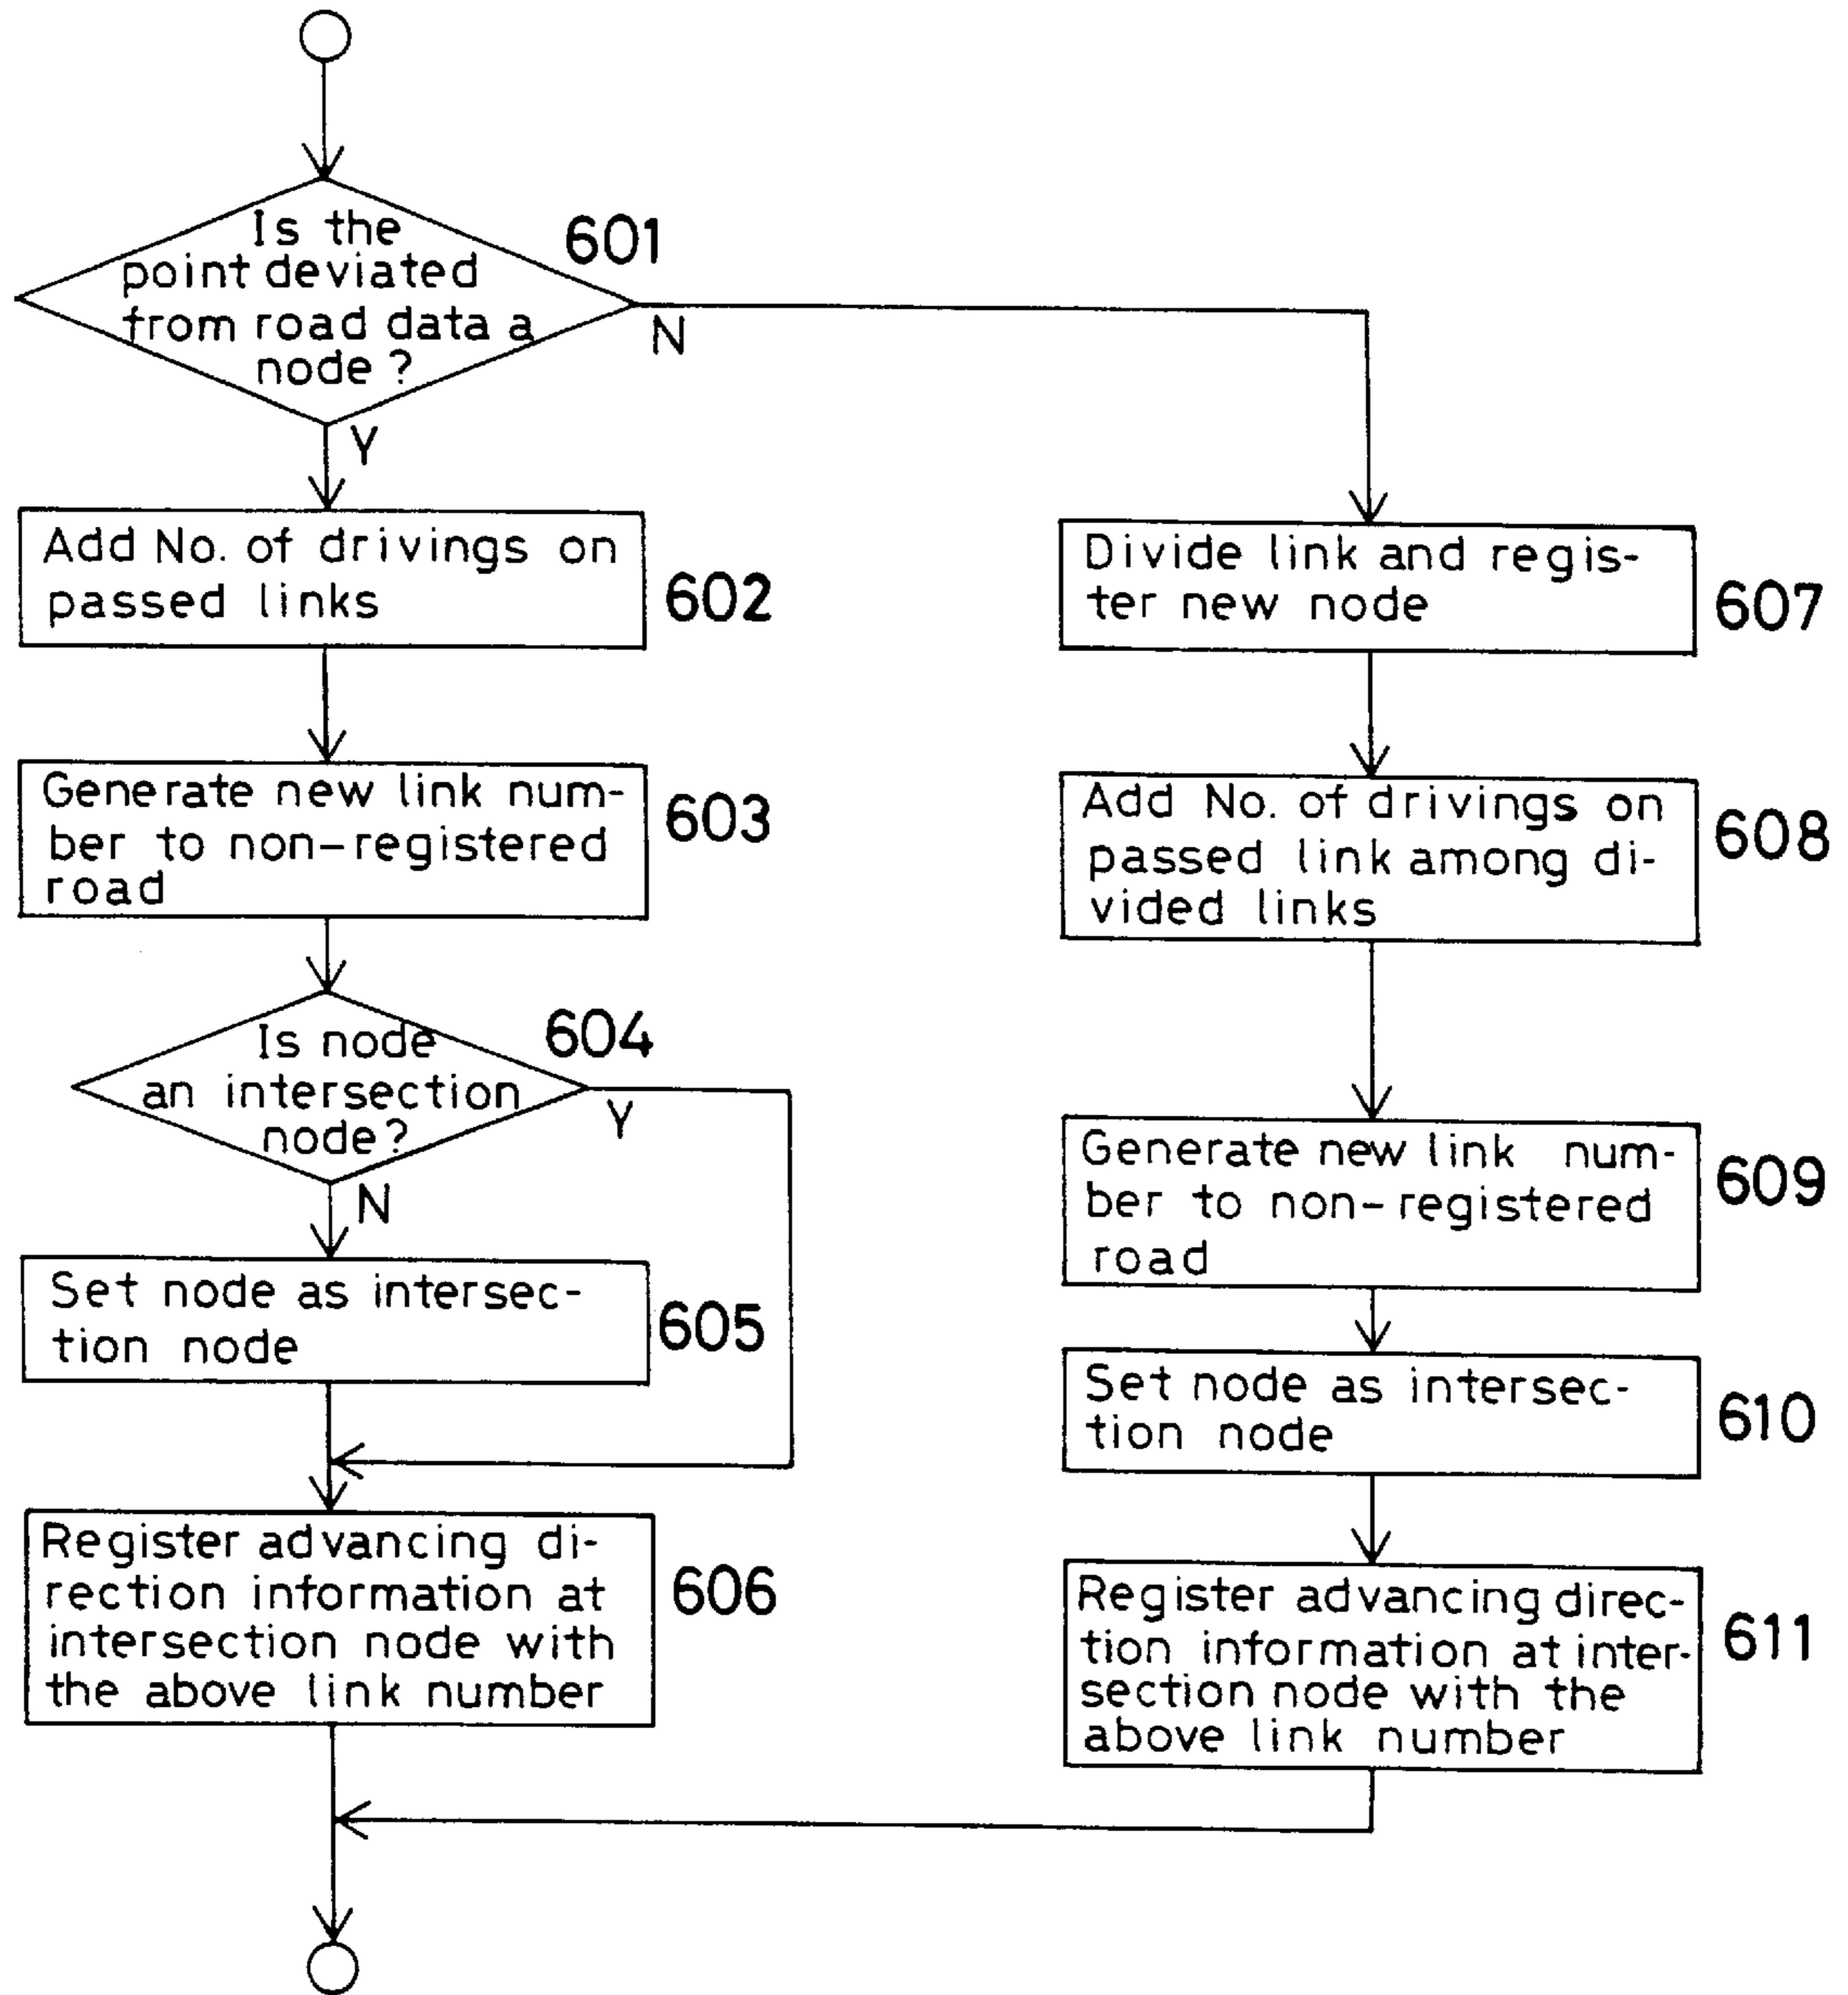 Is the
point deviated
from road data a
node?
601
N
Y
Add No. of drivings on
passed links
602
Generate new link num-
ber to non-registered
road
603
Is node
an intersection
node?
604
Y
N
Set node as intersec-
tion node
605
Register advancing di-
rection information at
intersection node with
the above link number
606
Divide link and regis-
ter new node
607
Add No. of drivings on
passed link among di-
vided links
608
Generate new link num-
ber to non-registered
road
609
Set node as intersec-
tion node
610
Register advancing direc-
tion information at inter-
section node with the
above link number
611